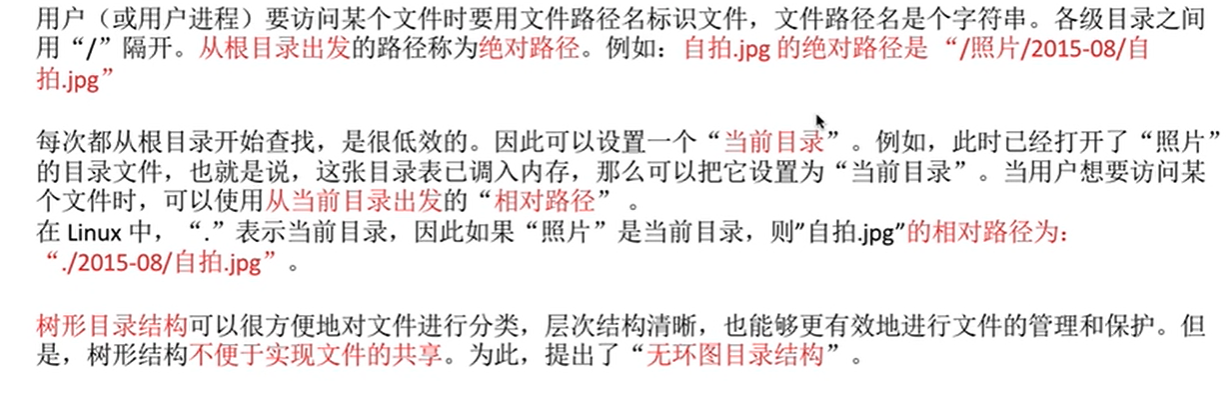 用户（或用户进程）要访问某个文件时要用文件路径名标识文件，文件路径名是个字符串。各级目录之间
用“/”隔开。从根目录出发的路径称为绝对路径。例如：自拍.jpg 的绝对路径是 “/照片/2015-08/自
拍.jpg”
每次都从根目录开始查找，是很低效的。因此可以设置一个“当前目录”。例如，此时已经打开了“照片”
的目录文件，也就是说，这张目录表已调入内存，那么可以把它设置为“当前目录”。当用户想要访问某
个文件时，可以使用从当前目录出发的“相对路径” 。
在 Linux 中，“.”表示当前目录，因此如果“照片”是当前目录，则”自拍.jpg”的相对路径为：
“./2015-08/自拍.jpg”。
树形目录结构可以很方便地对文件进行分类，层次结构清晰，也能够更有效地进行文件的管理和保护。但
是，树形结构不便于实现文件的共享。为此，提出了“无环图目录结构”。